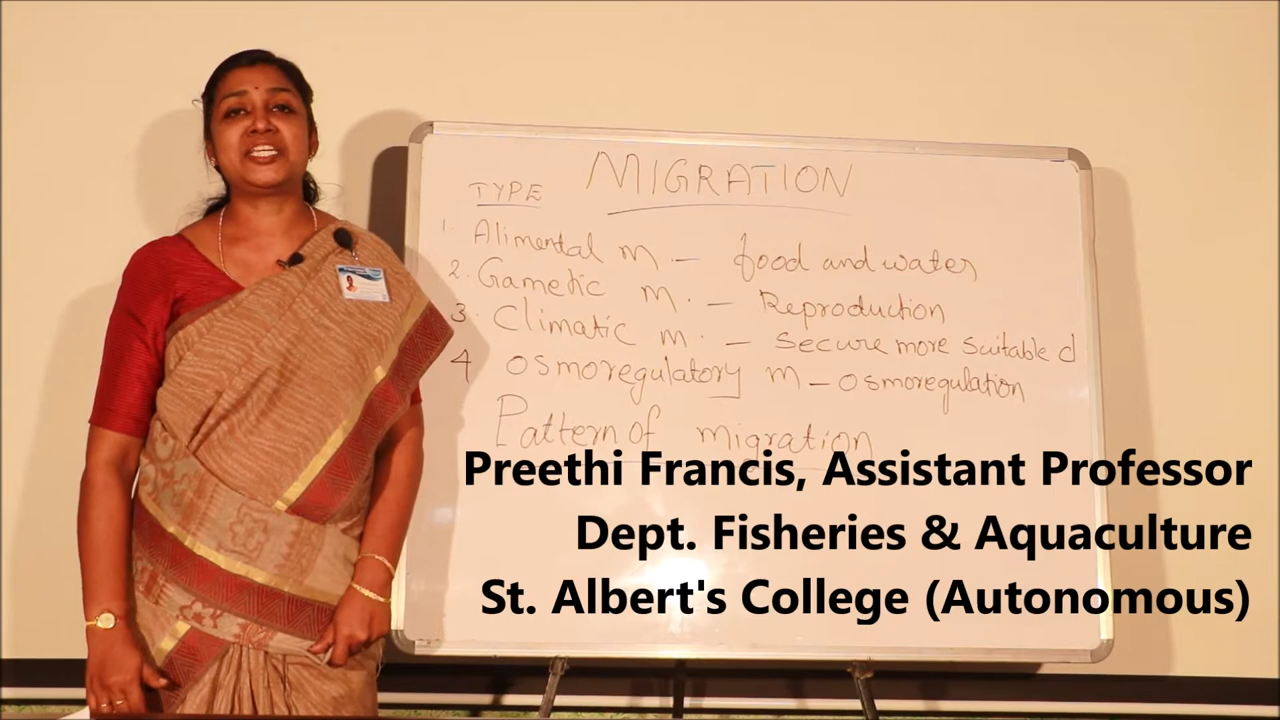 MIGRATION
TYPE
1. Alimental m. - food and water
2. Gametic m. - Reproduction
3. Climatic m. - secure more suitable d
4 osmoregulatory m - osmoregulation
Pattern of migration
Preethi Francis, Assistant Professor
Dept. Fisheries & Aquaculture
St. Albert's College (Autonomous)